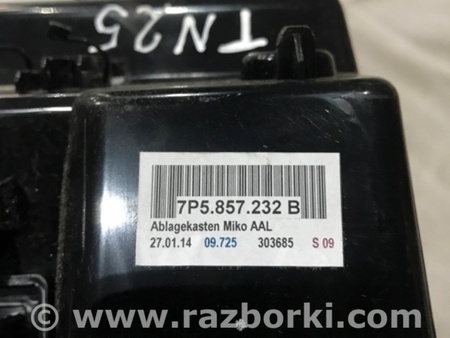 TN25
7P5.857.232 B
Ablagekasten Miko AAL
27.01.14 09.725 303685 S 09
www.razborki.com